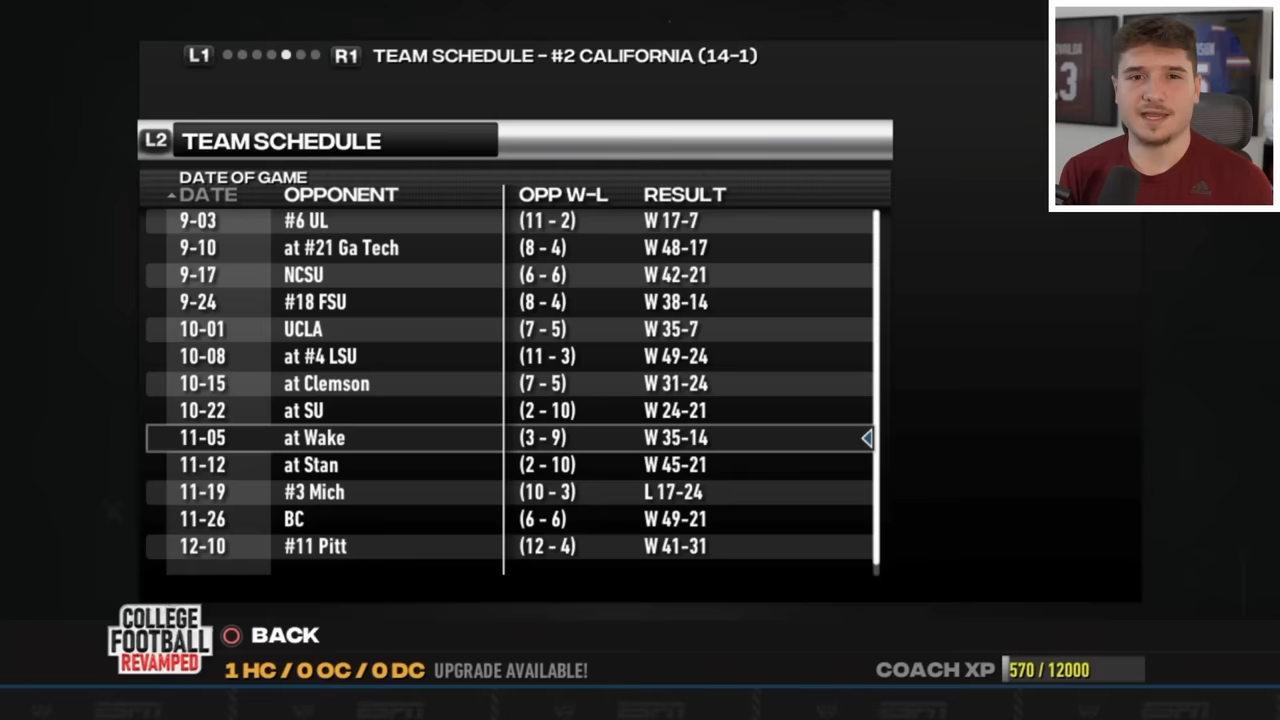 L1 R1 TEAM SCHEDULE - #2 CALIFORNIA (14-1)
L2 TEAM SCHEDULE
DATE OF GAME
DATE OPPONENT OPP W-L RESULT
9-03 #6 UL (11 - 2) W 17-7
9-10 at #21 Ga Tech (8 - 4) W 48-17
9-17 NCSU (6 - 6) W 42-21
9-24 #18 FSU (8 - 4) W 38-14
10-01 UCLA (7 - 5) W 35-7
10-08 at #4 LSU (11 - 3) W 49-24
10-15 at Clemson (7 - 5) W 31-24
10-22 at SU (2 - 10) W 24-21
11-05 at Wake (3 - 9) W 35-14
11-12 at Stan (2 - 10) W 45-21
11-19 #3 Mich (10 - 3) L 17-24
11-26 BC (6 - 6) W 49-21
12-10 #11 Pitt (12 - 4) W 41-31
COLLEGE
FOOTBALL
REVAMPED
BACK
1 HC / 0 OC / 0 DC UPGRADE AVAILABLE!
COACH XP 570 / 12000